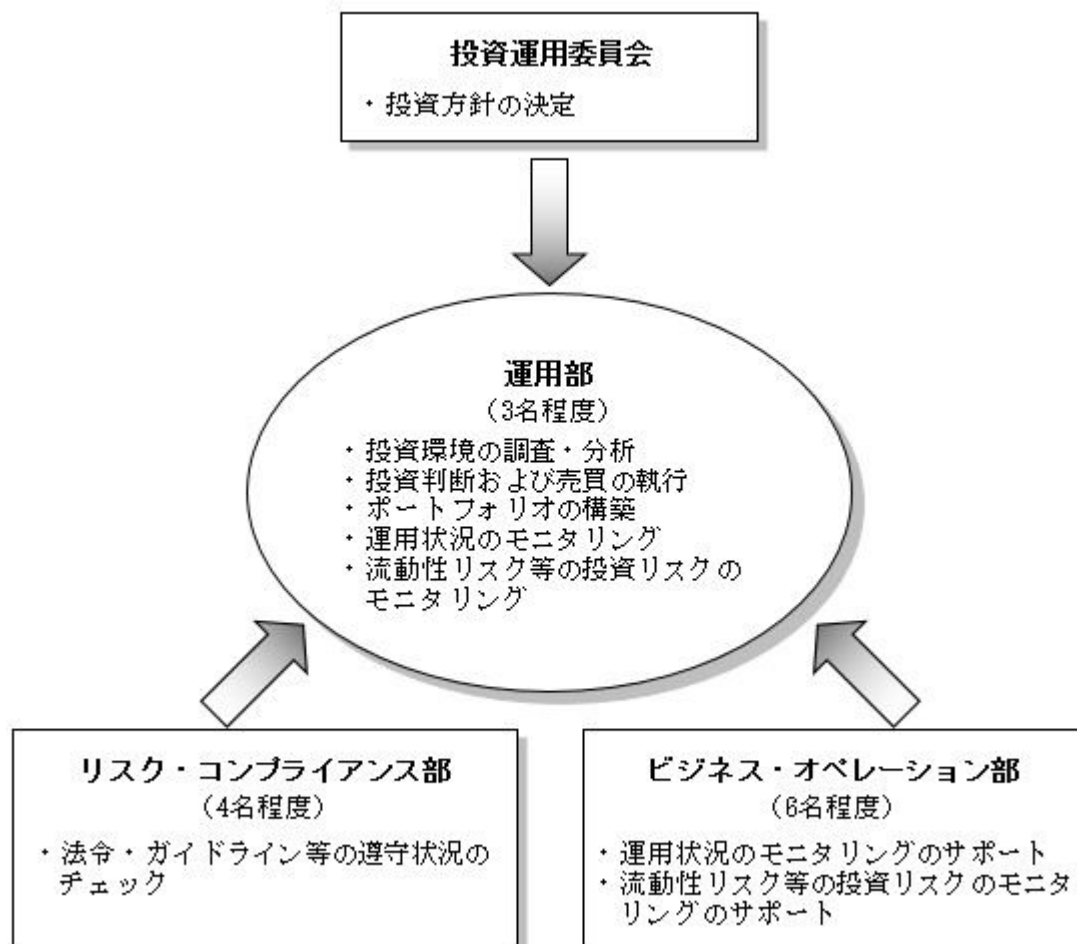 投資運用委員会
・投資方針の決定
運用部
(3名程度)
・投資環境の調査・分析
・投資判断および売買の執行
・ポートフォリオの構築
・運用状況のモニタリング
・流動性リスク等の投資リスクの
モニタリング
リスク・コンプライアンス部
(4名程度)
・法令・ガイドライン等の遵守状況の
チェック
ビジネス・オペレーション部
(6名程度)
・運用状況のモニタリングのサポート
・流動性リスク等の投資リスクのモニタ
リングのサポート